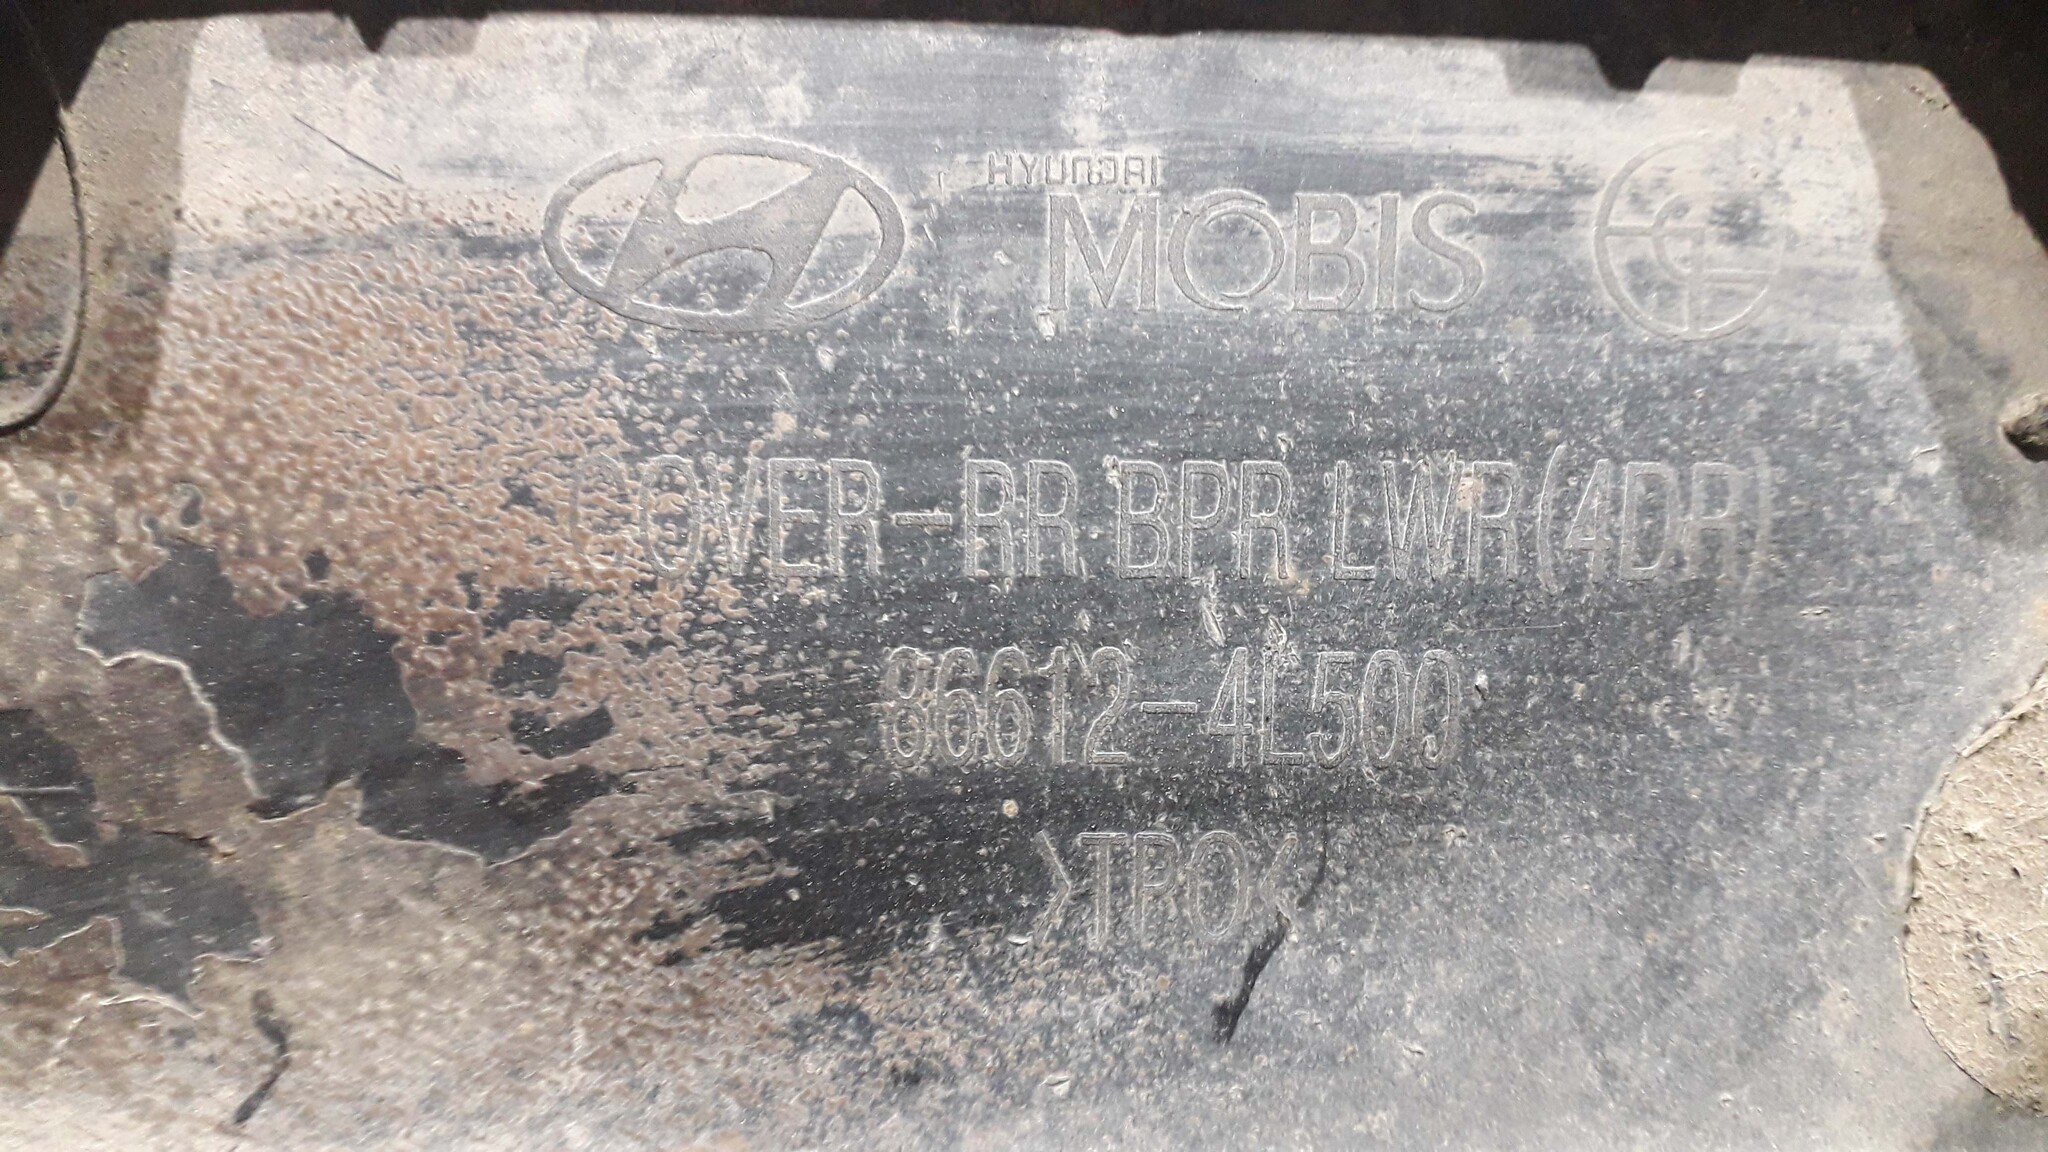 HYUNDAI
MOBIS
COVER-RR BPR LWR(4DR)
86612-4L500
>TPO<